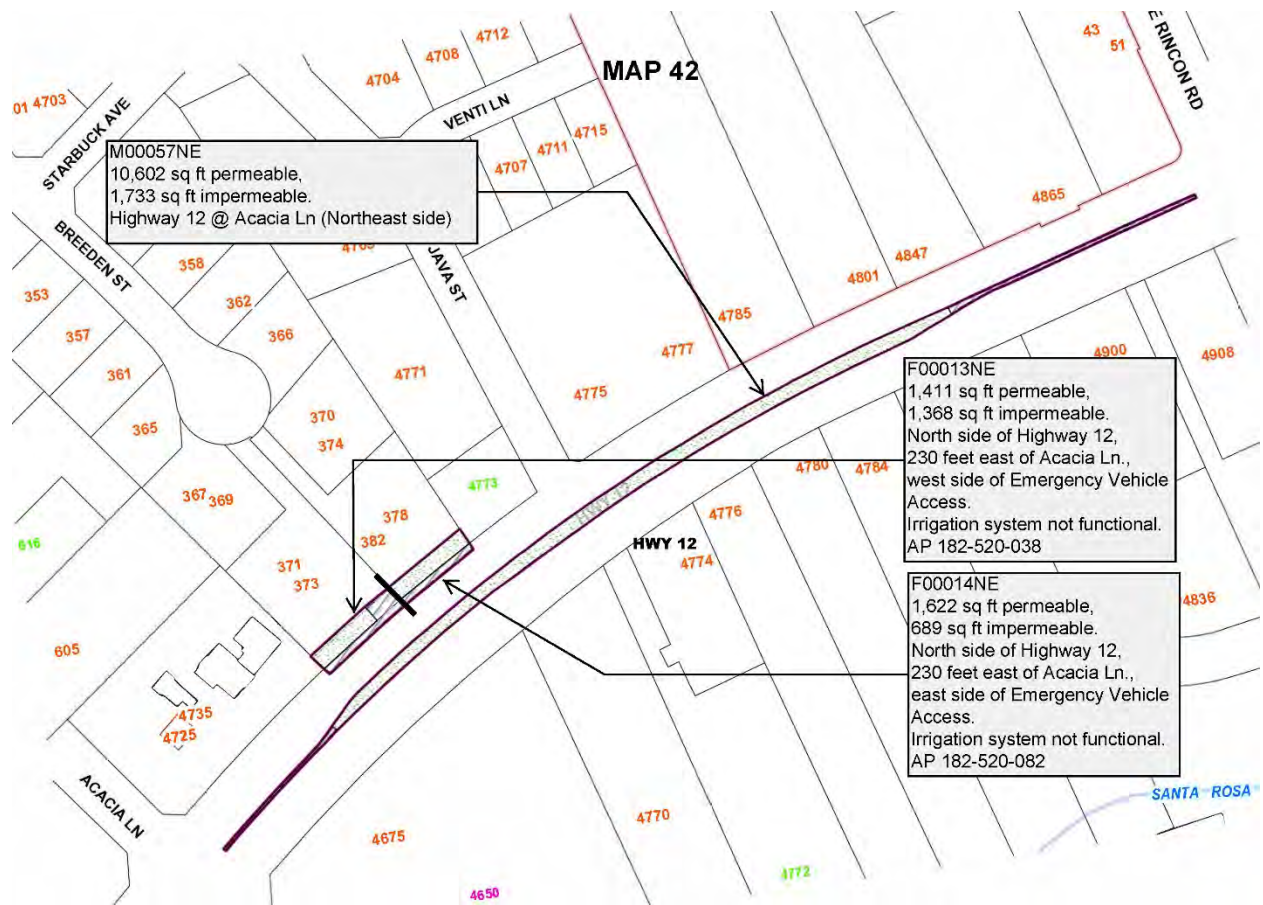 MAP 42
4712
4708
4704
VENTI LN
4715
4711
4707
43
51
E RINCON RD
01 4703
STARBUCK AVE
M00057NE
10,602 sq ft permeable,
1,733 sq ft impermeable.
Highway 12 @ Acacia Ln (Northeast side)
BREEDEN ST
JAVA ST
358
362
366
353
357
361
365
4865
4847
4801
4785
4777
4775
4771
370
374
4773
378
382
367
369
371
373
616
605
4735
4725
ACACIA LN
HWY 12
HWY 12
4900
4908
4780
4784
4776
4774
4836
F00013NE
1,411 sq ft permeable,
1,368 sq ft impermeable.
North side of Highway 12,
230 feet east of Acacia Ln.,
west side of Emergency Vehicle
Access.
Irrigation system not functional.
AP 182-520-038
F00014NE
1,622 sq ft permeable,
689 sq ft impermeable.
North side of Highway 12,
230 feet east of Acacia Ln.,
east side of Emergency Vehicle
Access.
Irrigation system not functional.
AP 182-520-082
SANTA ROSA
4675
4770
4772
4650